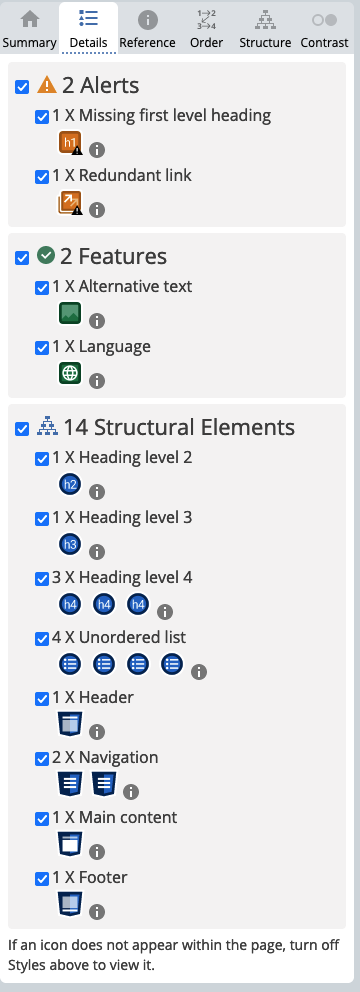 Summary
Details
Reference
Order
Structure
Contrast
2 Alerts
1 X Missing first level heading
h1
1 X Redundant link
2 Features
1 X Alternative text
1 X Language
14 Structural Elements
1 X Heading level 2
h2
1 X Heading level 3
h3
3 X Heading level 4
h4 h4 h4
4 X Unordered list
1 X Header
2 X Navigation
1 X Main content
1 X Footer
If an icon does not appear within the page, turn off
Styles above to view it.